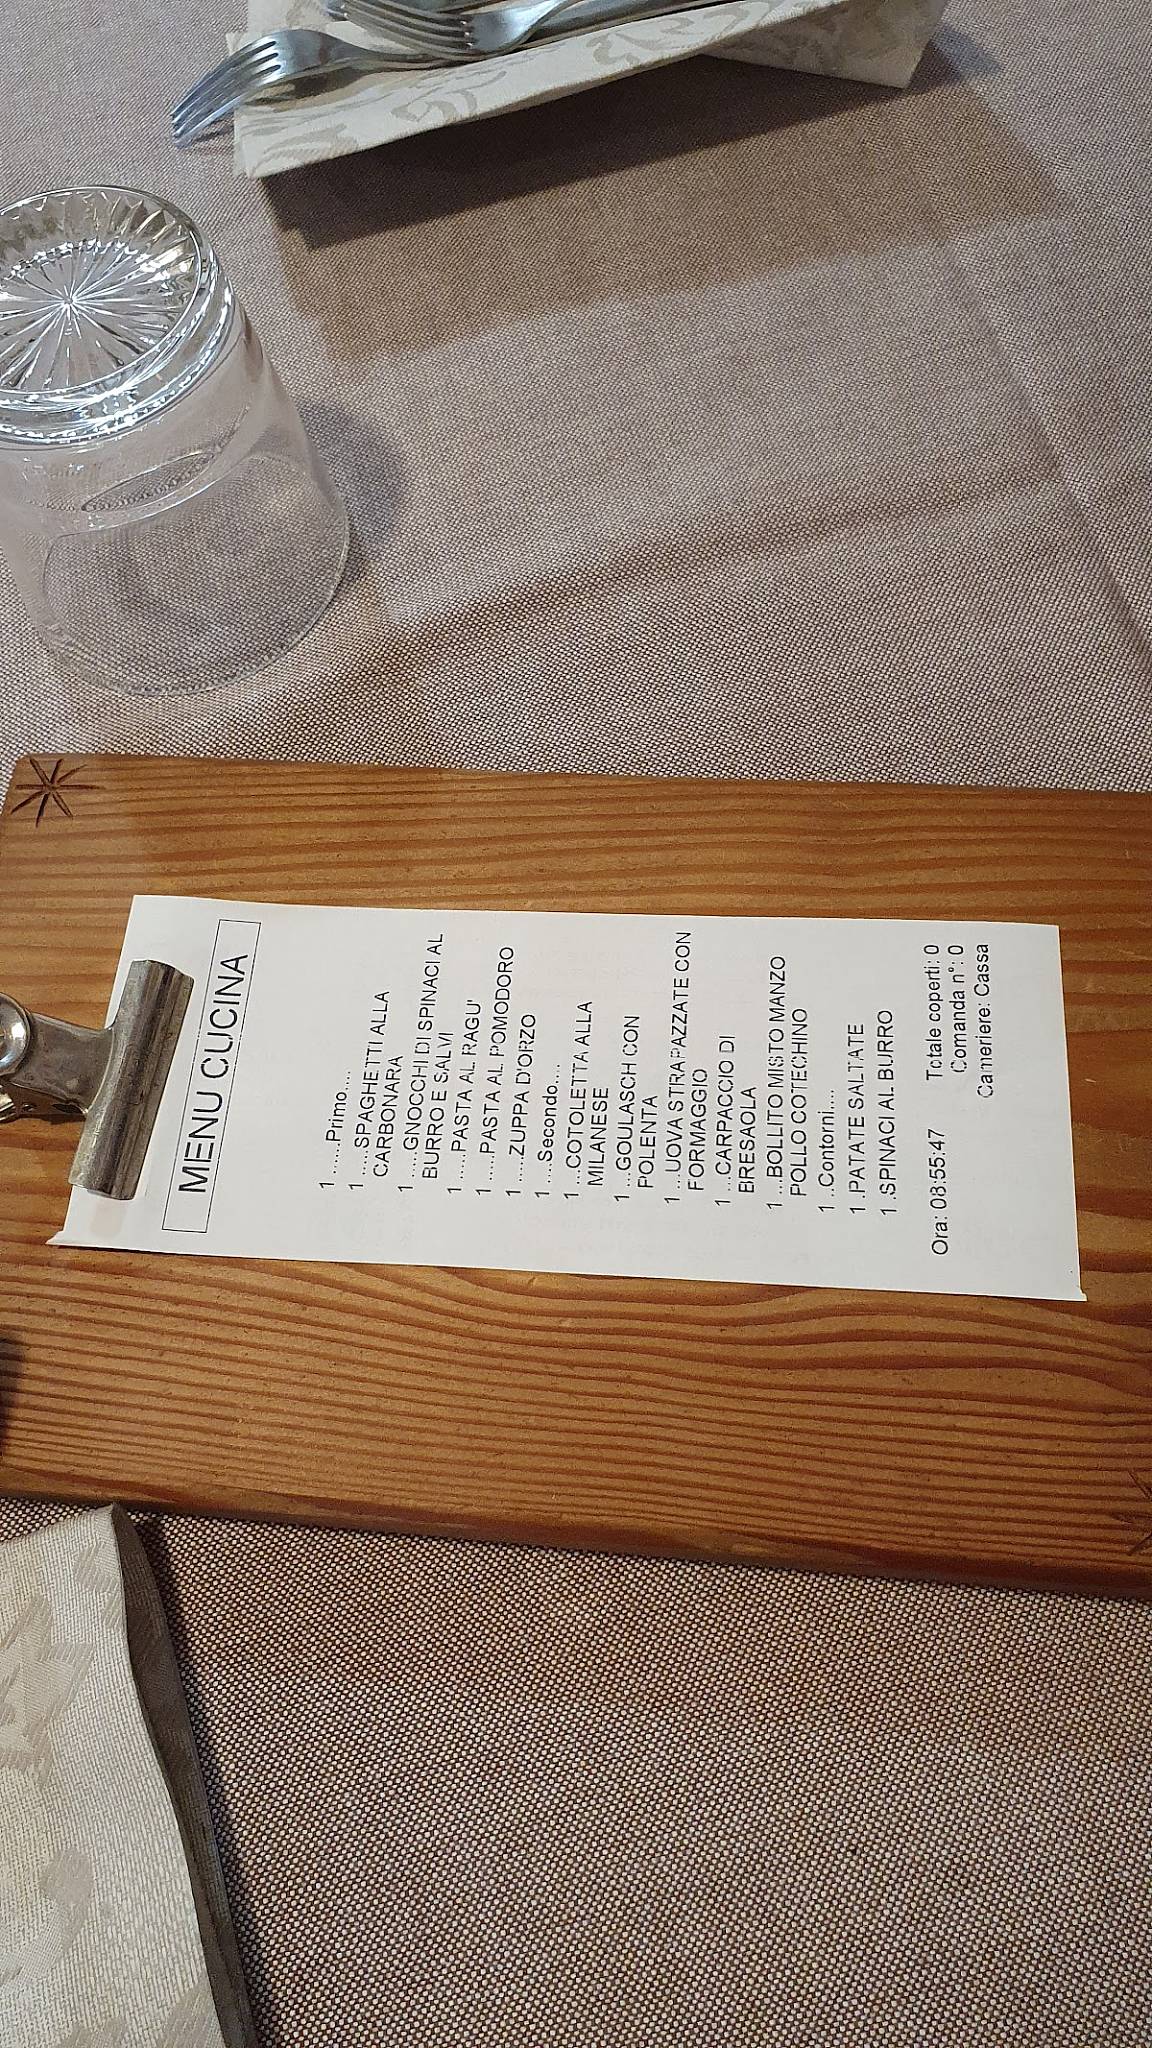 MENU CUCINA
1 .......Primo....
1 .....SPAGHETTI ALLA
CARBONARA
1 .....GNOCCHI DI SPINACI AL
BURRO E SALVI
1 .....PASTA AL RAGU'
1 .....PASTA AL POMODORO
1 .....ZUPPA D'ORZO
1 ....Secondo....
1 ...COTOLETTA ALLA
MILANESE
1 ...GOULASCH CON
POLENTA
1 ...UOVA STRAPAZZATE CON
FORMAGGIO
1 ...CARPACCIO DI
BRESAOLA
1 ...BOLLITO MISTO MANZO
POLLO COTECHINO
1 ..Contorni....
1 .PATATE SALTATE
1 .SPINACI AL BURRO
Ora: 08:55:47 Totale coperti: 0
Comanda n°: 0
Cameriere: Cassa